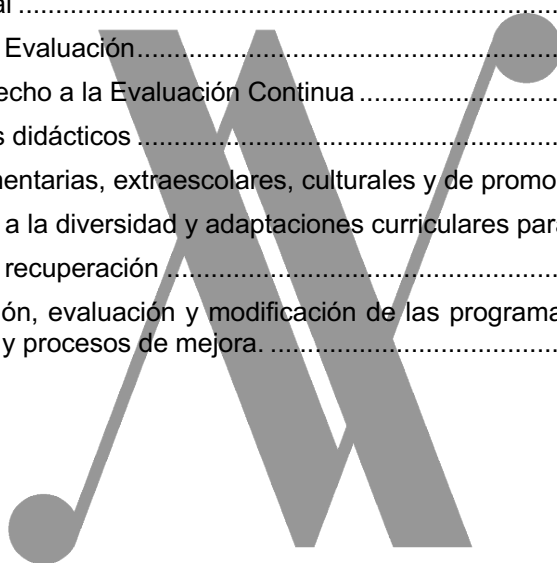 al ...........................................................................
Evaluación..........................................................
echo a la Evaluación Continua ...........................
s didácticos .........................................................
mentarias, extraescolares, culturales y de promo
a la diversidad y adaptaciones curriculares para
recuperación .....................................................
ón, evaluación y modificación de las programa
y procesos de mejora. .......................................